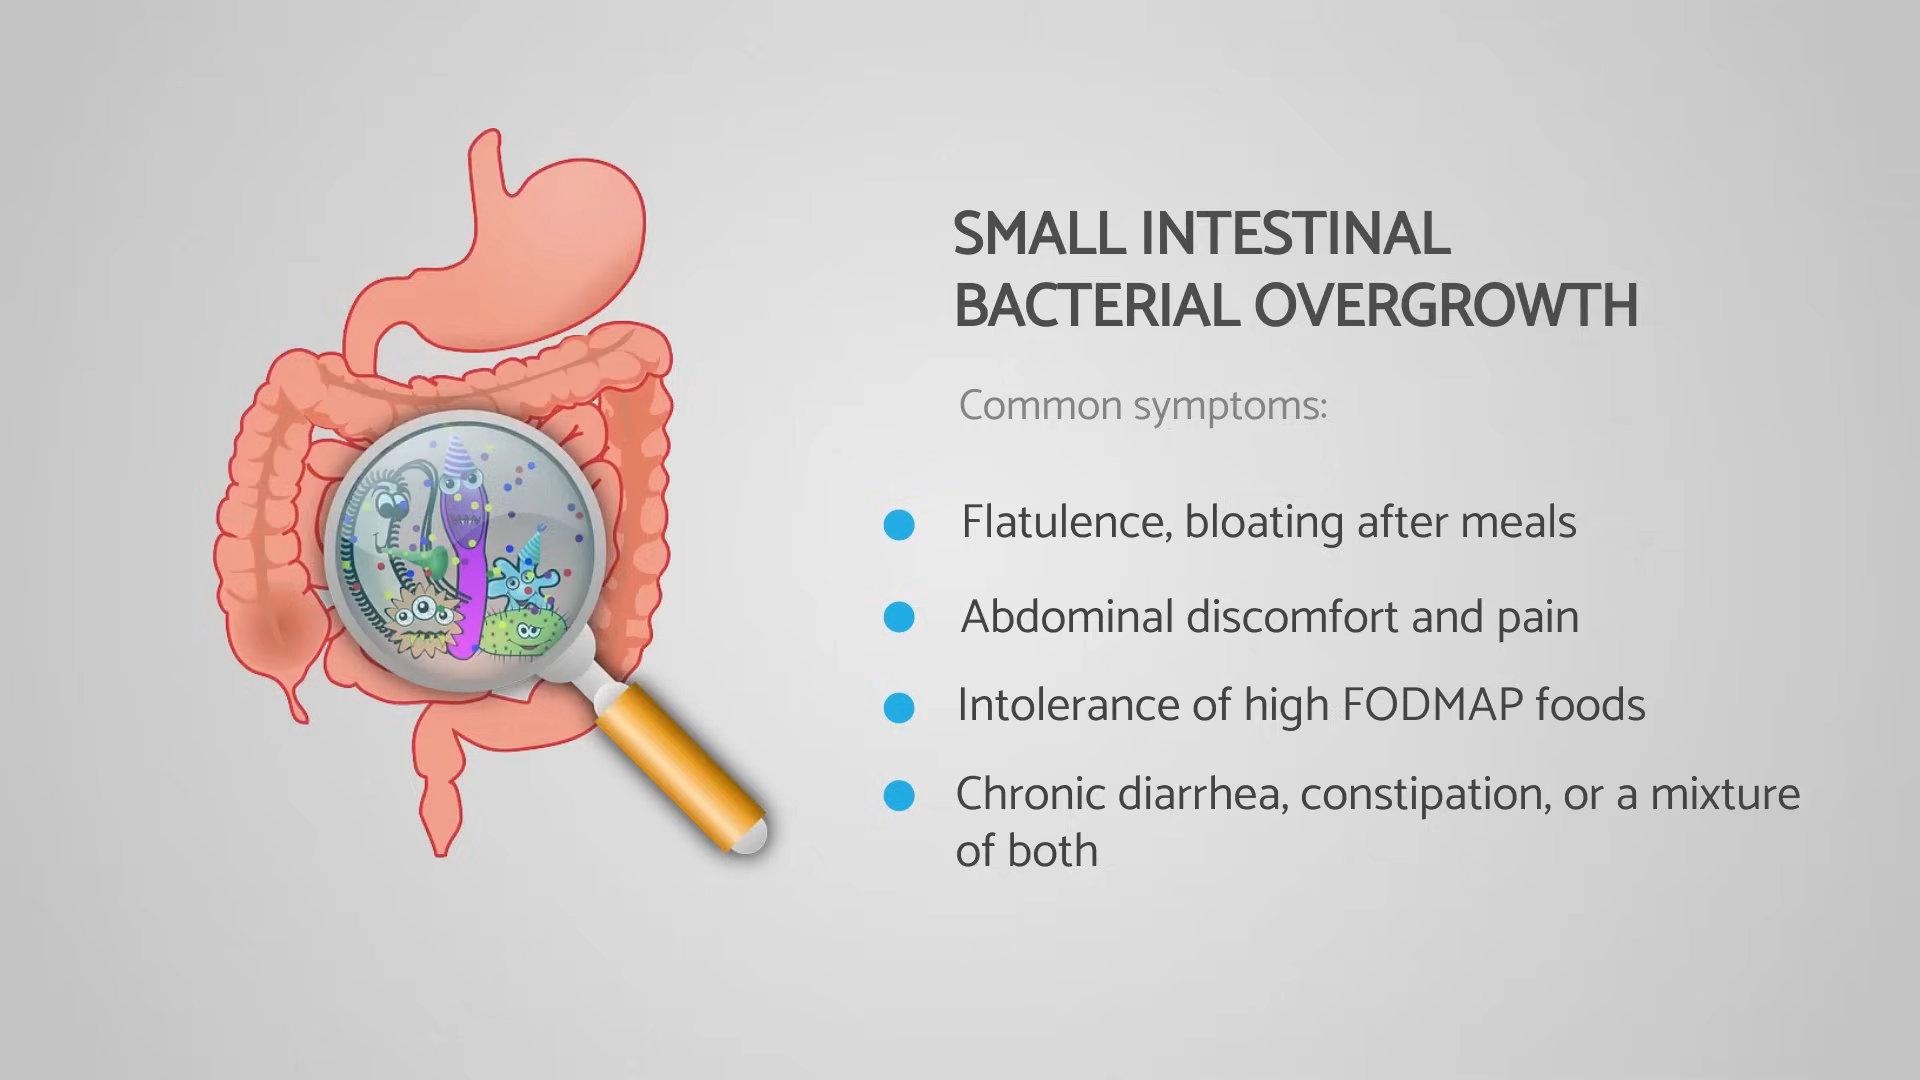 SMALL INTESTINAL
BACTERIAL OVERGROWTH
Common symptoms:
Flatulence, bloating after meals
Abdominal discomfort and pain
Intolerance of high FODMAP foods
Chronic diarrhea, constipation, or a mixture
of both